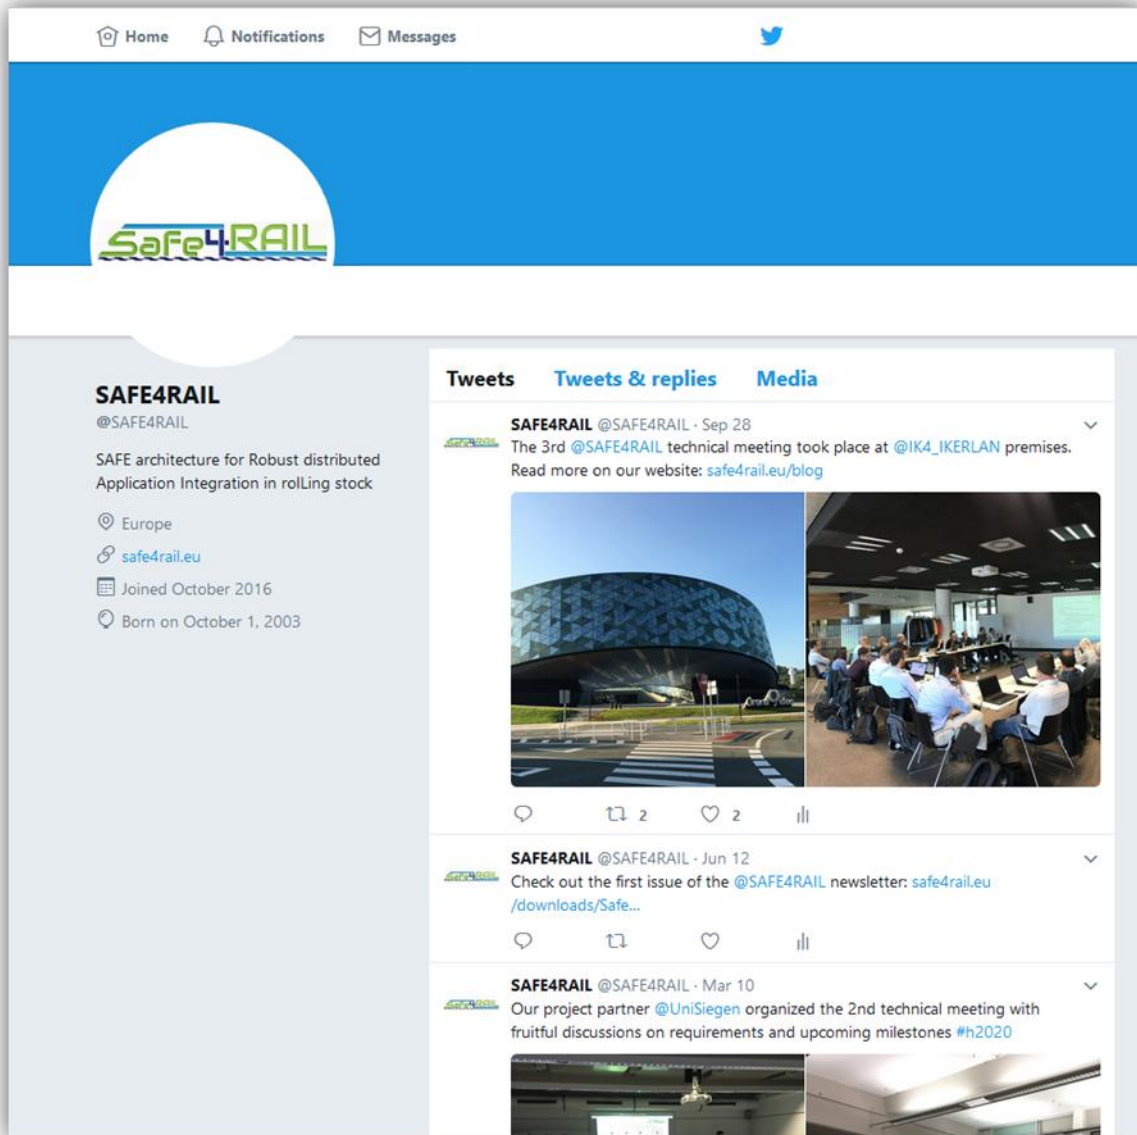 Home Notifications Messages
SaFe4RAIL
SAFE4RAIL
@SAFE4RAIL
SAFE architecture for Robust distributed
Application Integration in rolLing stock
Europe
safe4rail.eu
Joined October 2016
Born on October 1, 2003
Tweets Tweets & replies Media
SAFE4RAIL @SAFE4RAIL · Sep 28
The 3rd @SAFE4RAIL technical meeting took place at @IK4_IKERLAN premises.
Read more on our website: safe4rail.eu/blog
2 2
SAFE4RAIL @SAFE4RAIL · Jun 12
Check out the first issue of the @SAFE4RAIL newsletter: safe4rail.eu
/downloads/Safe...
SAFE4RAIL @SAFE4RAIL · Mar 10
Our project partner @UniSiegen organized the 2nd technical meeting with
fruitful discussions on requirements and upcoming milestones #h2020